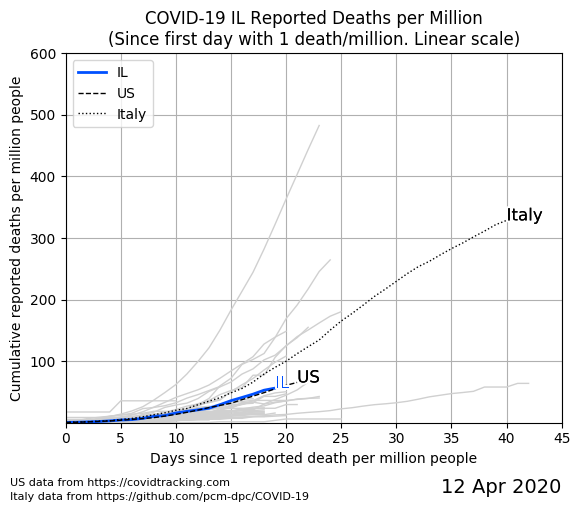 COVID-19 IL Reported Deaths per Million
(Since first day with 1 death/million. Linear scale)
Cumulative reported deaths per million people
600
500
400
300
200
100
IL
US
Italy
Italy
IL
US
0 5 10 15 20 25 30 35 40 45
Days since 1 reported death per million people
US data from https://covidtracking.com
Italy data from https://github.com/pcm-dpc/COVID-19
12 Apr 2020